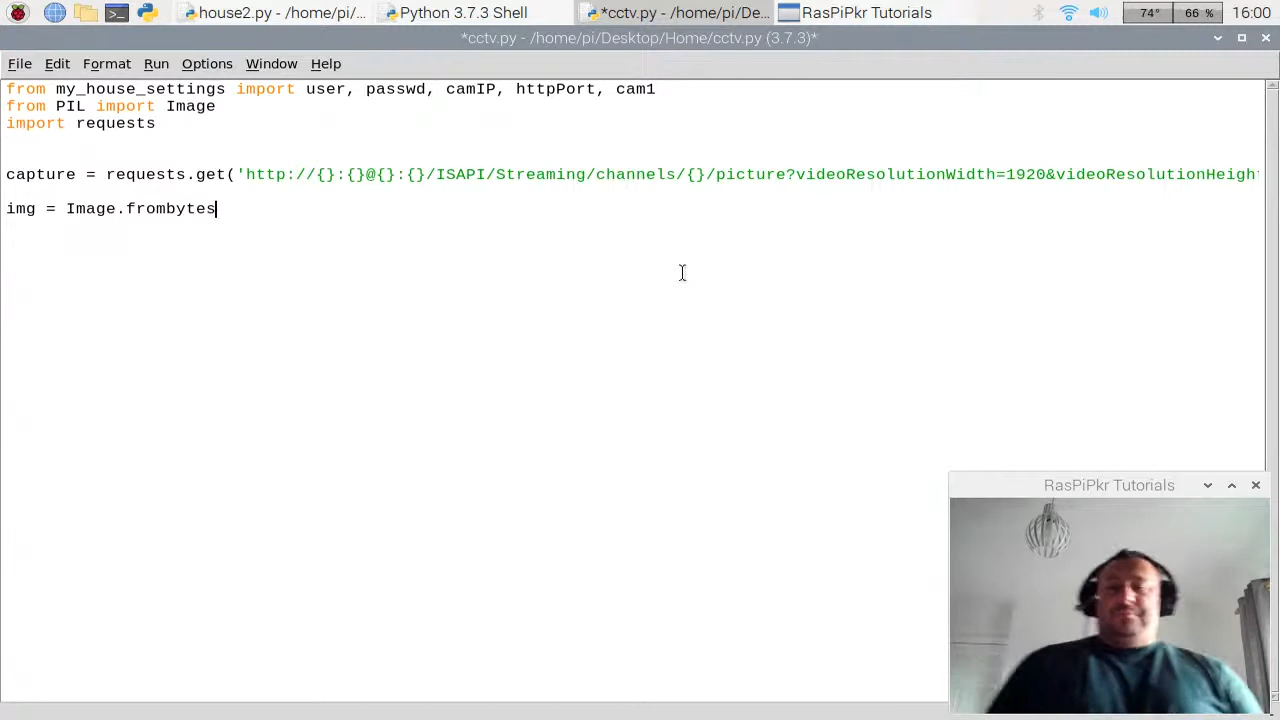 house2.py - /home/pi/...
Python 3.7.3 Shell
*cctv.py - /home/pi/De...
RasPiPkr Tutorials
74°
66 %
16:00
*cctv.py - /home/pi/Desktop/Home/cctv.py (3.7.3)*
File Edit Format Run Options Window Help
from my_house_settings import user, passwd, camIP, httpPort, cam1
from PIL import Image
import requests
capture = requests.get('http://{}:{}@{}:{}/ISAPI/Streaming/channels/{}/picture?videoResolutionWidth=1920&videoResolutionHeight
img = Image.frombytes
RasPiPkr Tutorials